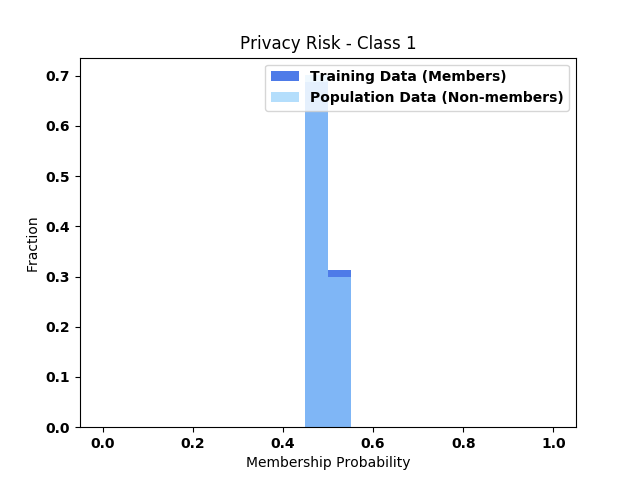 Privacy Risk - Class 1
Training Data (Members)
Population Data (Non-members)
0.7
0.6
0.5
0.4
0.3
0.2
0.1
0.0
Fraction
0.0 0.2 0.4 0.6 0.8 1.0
Membership Probability